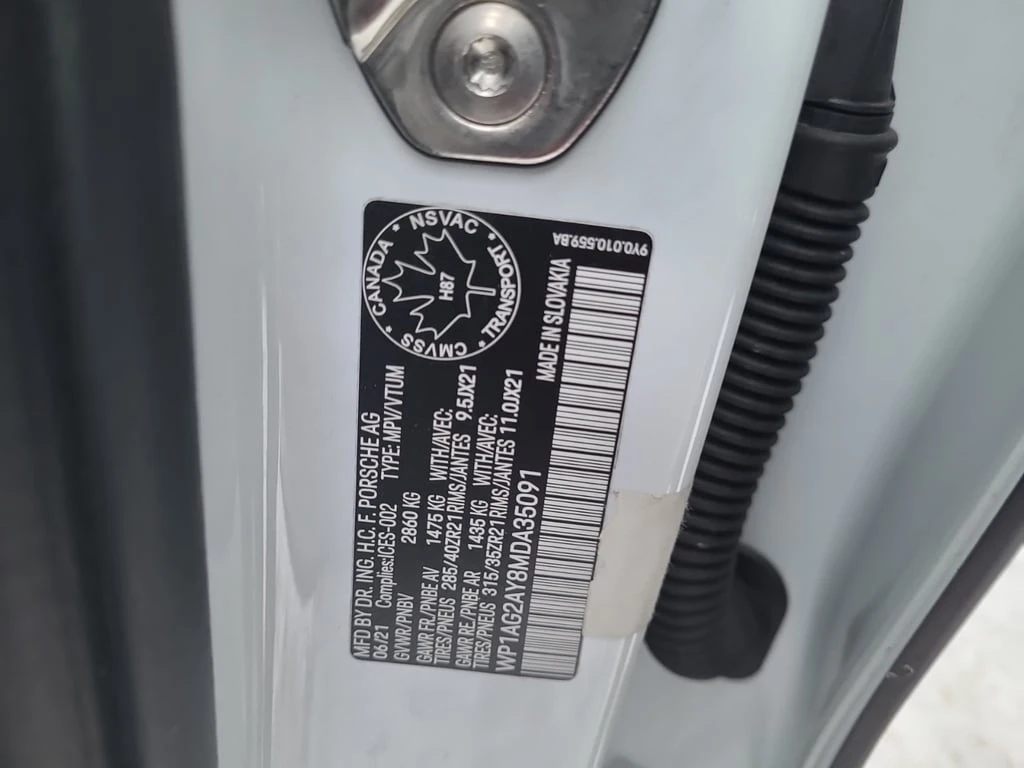 MFD BY DR. ING. H.C. F. PORSCHE AG
06/21 Complies:ICES-002 TYPE:MPV/VTUM
GVWR/PNBV 2860 KG
GAWR FR./PNBE.AV 1475 KG WITH/AVEC:
TIRES/PNEUS 285/40ZR21 RIMS/JANTES 9.5JX21
GAWR RE./PNBE AR 1435 KG WITH/AVEC:
TIRES/PNEUS 315/35ZR21 RIMS/JANTES 11.0JX21
WP1AG2AY8MDA35091 MADE IN SLOVAKIA
CANADA * NSVAC * TRANSPORT * CMVSS *
H87
9Y0.010.559.BA